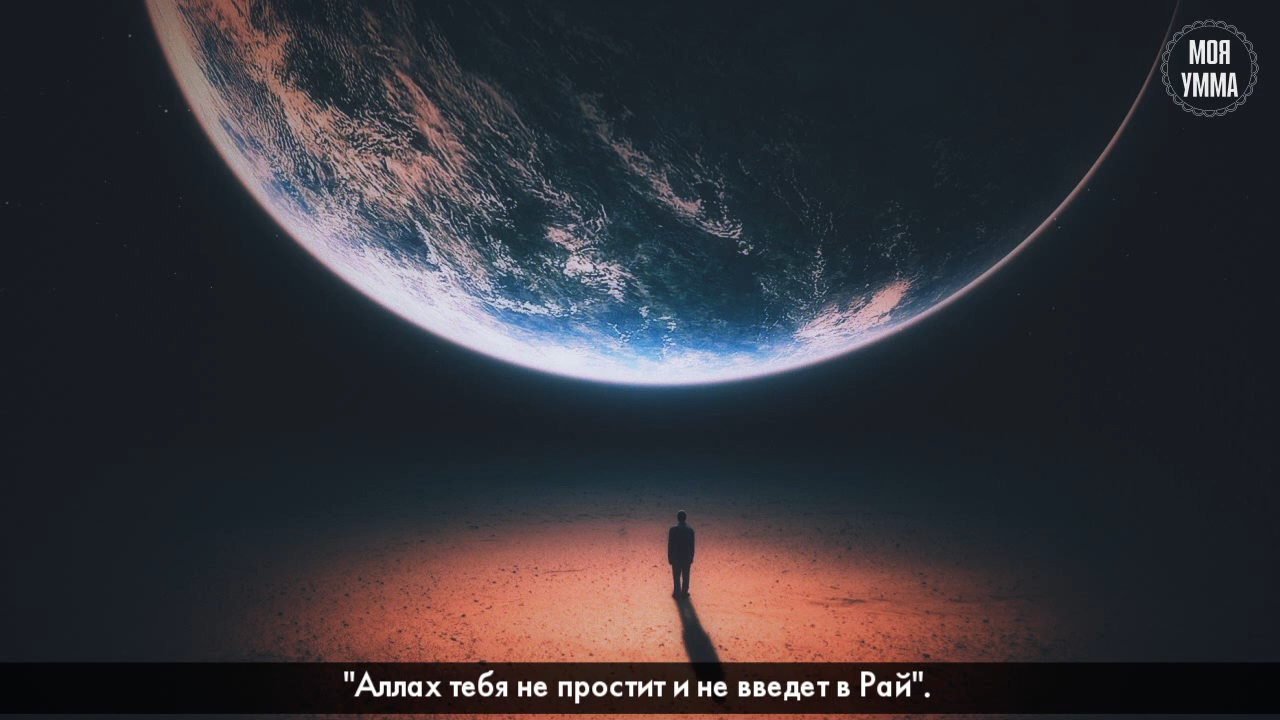 МОЯ
УММА
"Аллах тебя не простит и не введет в Рай".